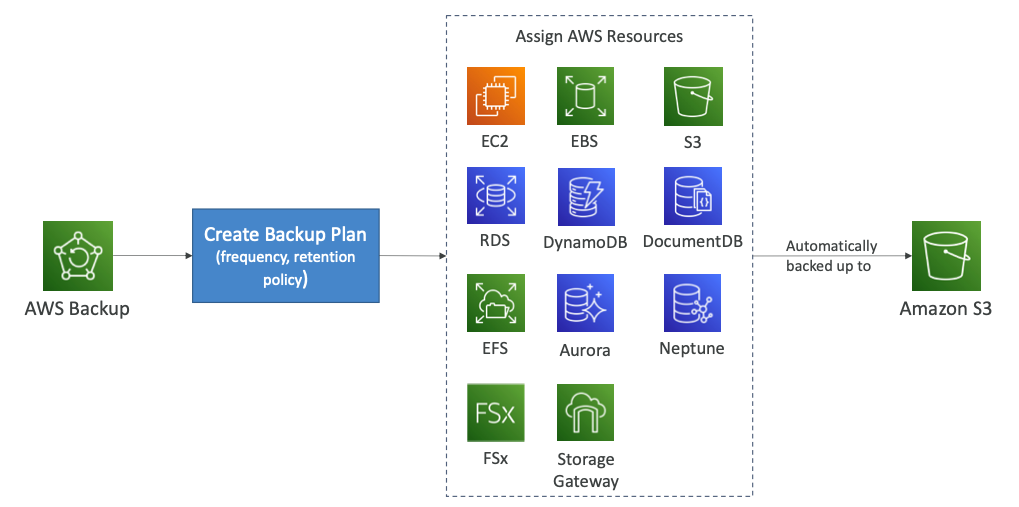 Assign AWS Resources
EC2
EBS
S3
RDS
DynamoDB
DocumentDB
EFS
Aurora
Neptune
FSx
FSx
Storage
Gateway
AWS Backup
Create Backup Plan
(frequency, retention
policy)
Automatically
backed up to
Amazon S3